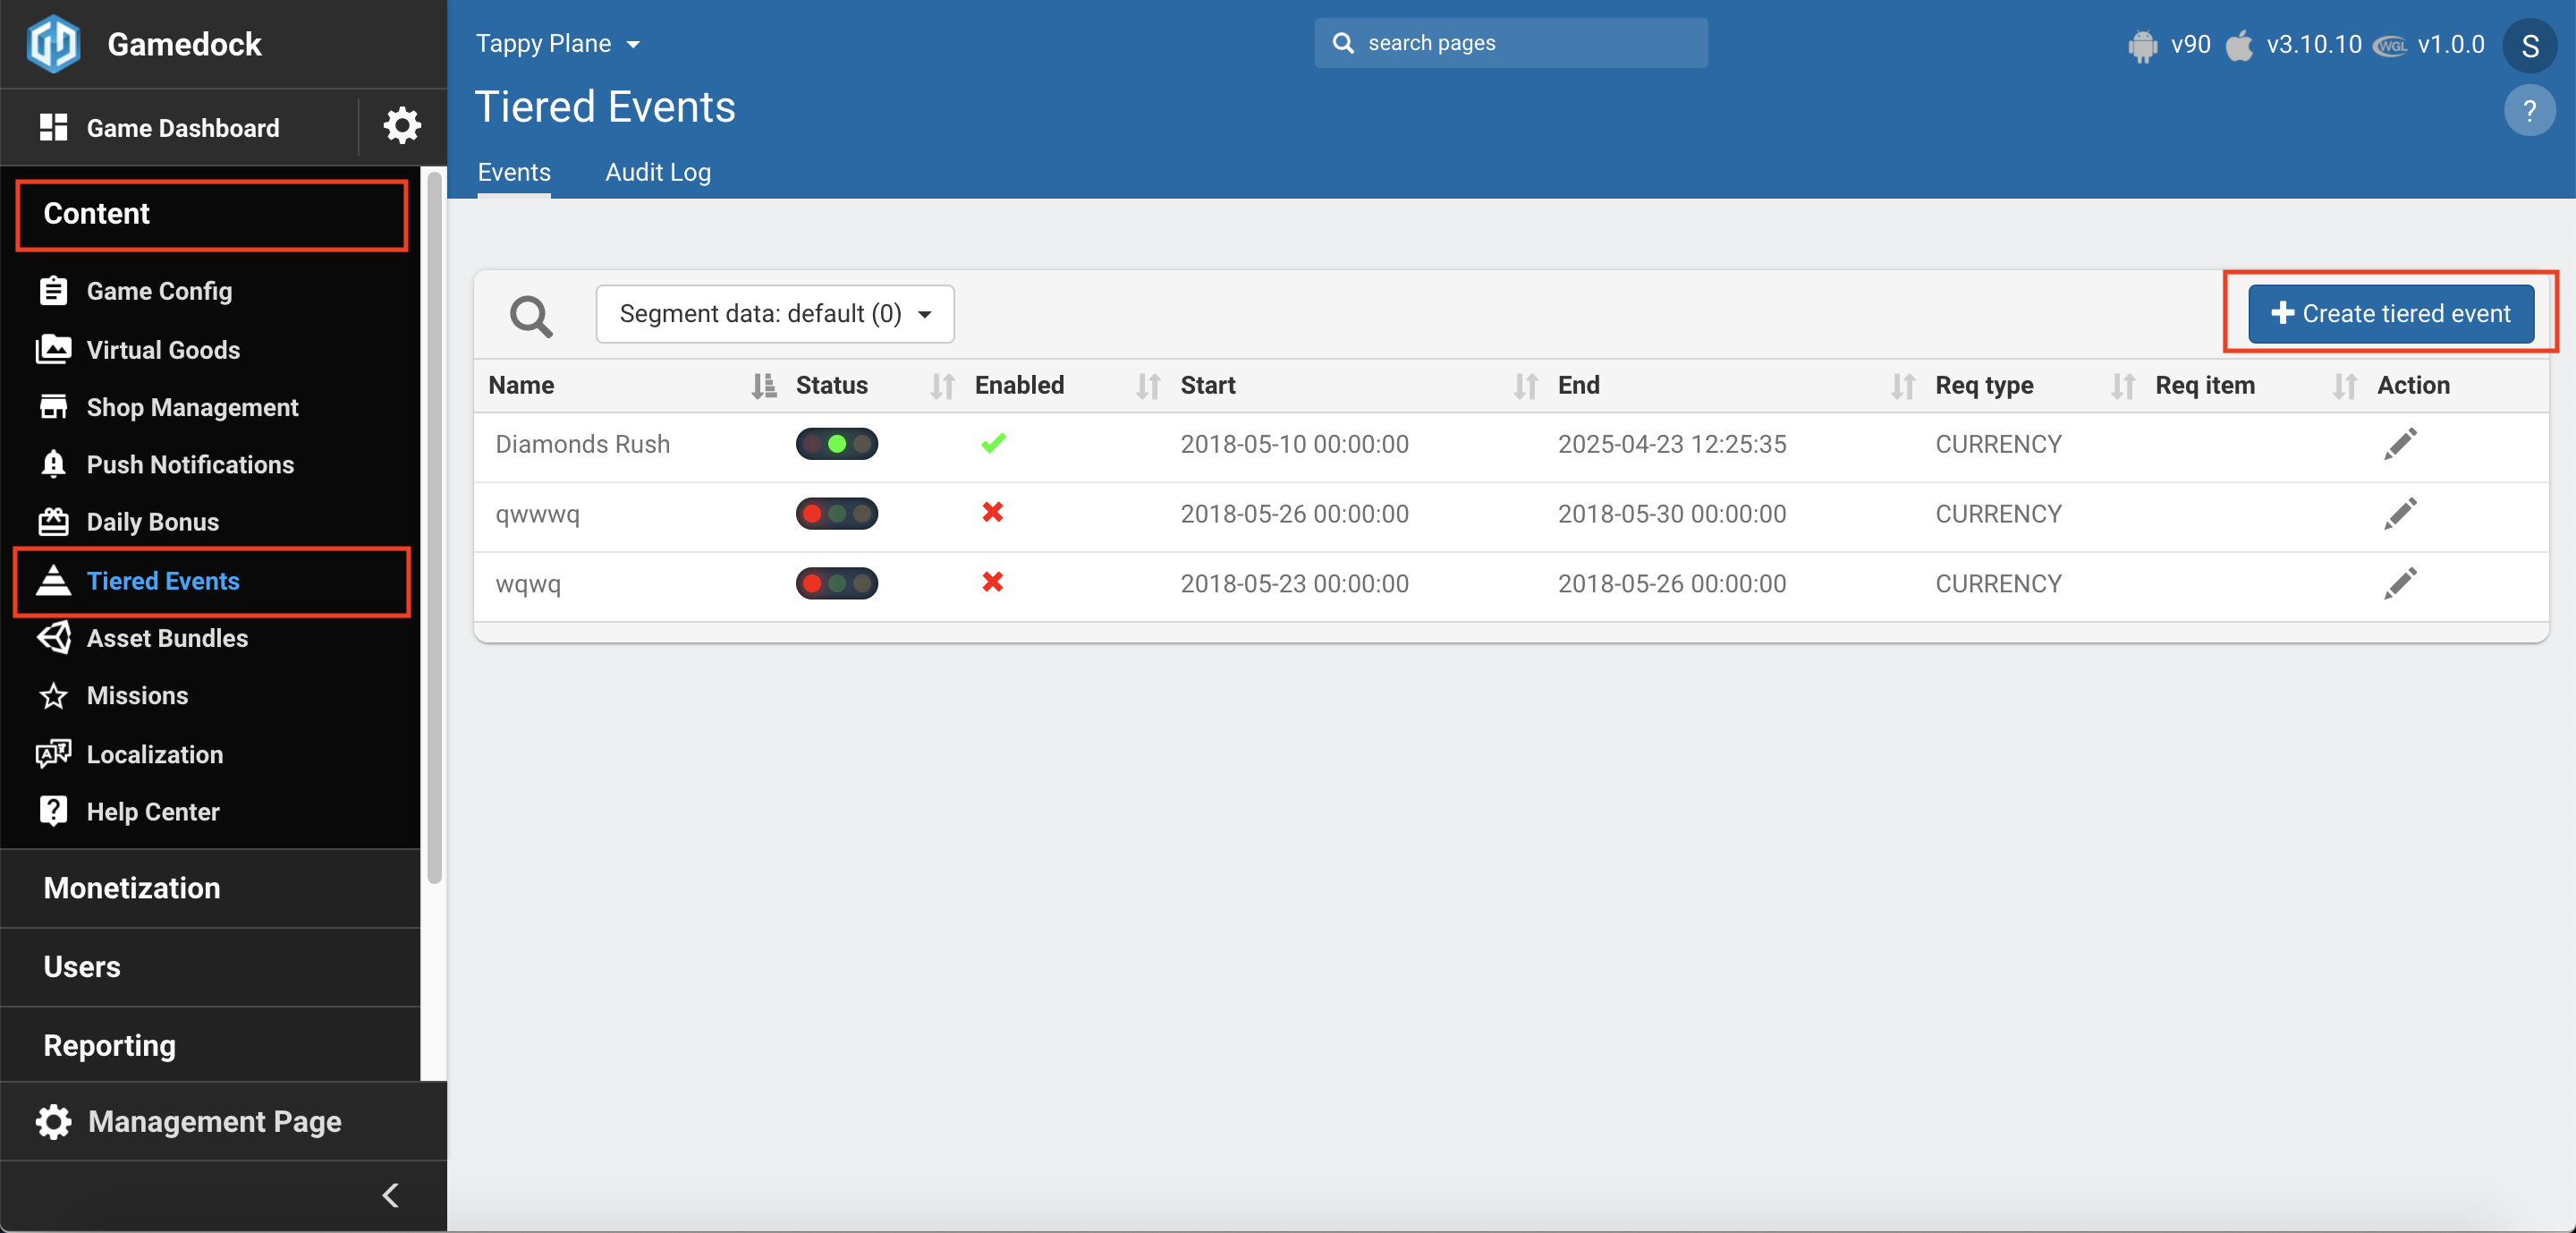 Gamedock
Game Dashboard
Content
Game Config
Virtual Goods
Shop Management
Push Notifications
Daily Bonus
Tiered Events
Asset Bundles
Missions
Localization
Help Center
Monetization
Users
Reporting
Management Page
Tappy Plane
search pages
v90 v3.10.10 WGL v1.0.0 S
Tiered Events
?
Events Audit Log
Segment data: default (0)
Create tiered event
Name Status Enabled Start End Req type Req item Action
Diamonds Rush 2018-05-10 00:00:00 2025-04-23 12:25:35 CURRENCY
qwwwq 2018-05-26 00:00:00 2018-05-30 00:00:00 CURRENCY
wqwq 2018-05-23 00:00:00 2018-05-26 00:00:00 CURRENCY